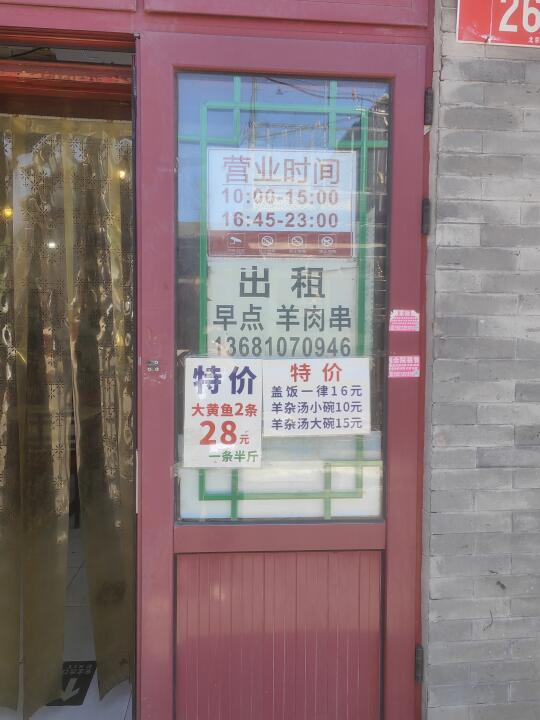 26
营业时间
10:00-15:00
16:45-23:00
出租
早点 羊肉串
13681070946
特价
大黄鱼2条
28元
一条半斤
特价
盖饭一律16元
羊杂汤小碗10元
羊杂汤大碗15元